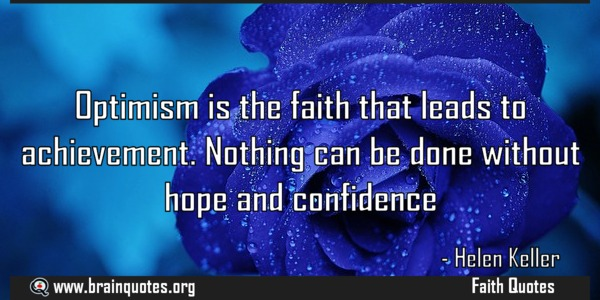 Optimism is the faith that leads to
achievement. Nothing can be done without
hope and confidence
- Helen Keller
www.brainquotes.org
Faith Quotes